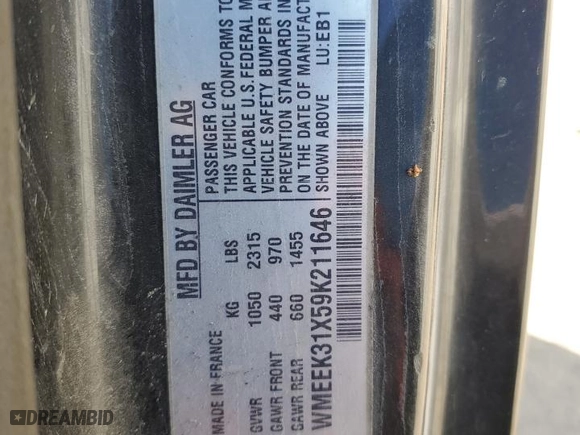 MFD BY DAIMLER AG
MADE IN FRANCE
PASSENGER CAR
KG LBS
GVWR 1050 2315
GAWR FRONT 440 970
GAWR REAR 660 1455
THIS VEHICLE CONFORMS TO
APPLICABLE U.S. FEDERAL M
VEHICLE SAFETY BUMPER A
PREVENTION STANDARDS IN
ON THE DATE OF MANUFACT
SHOWN ABOVE LU: EB1
WMEEK31X59K211646
DREAMBID